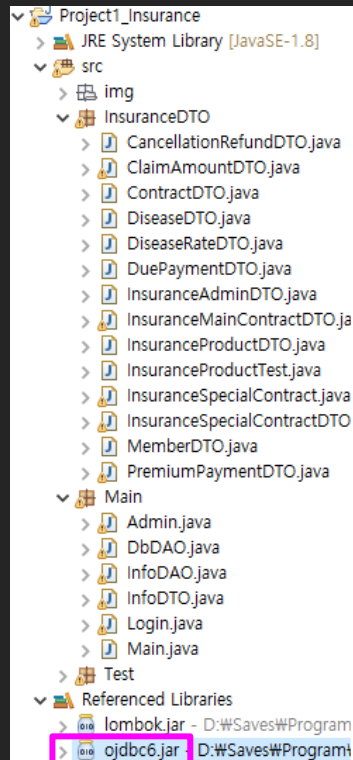 Project1_Insurance
JRE System Library [JavaSE-1.8]
src
img
InsuranceDTO
CancellationRefundDTO.java
ClaimAmountDTO.java
ContractDTO.java
DiseaseDTO.java
DiseaseRateDTO.java
DuePaymentDTO.java
InsuranceAdminDTO.java
InsuranceMainContractDTO.ja
InsuranceProductDTO.java
InsuranceProductTest.java
InsuranceSpecialContract.java
InsuranceSpecialContractDTO
MemberDTO.java
PremiumPaymentDTO.java
Main
Admin.java
DbDAO.java
InfoDAO.java
InfoDTO.java
Login.java
Main.java
Test
Referenced Libraries
lombok.jar - D:₩Saves₩Program
ojdbc6.jar - D:₩Saves₩Program₩